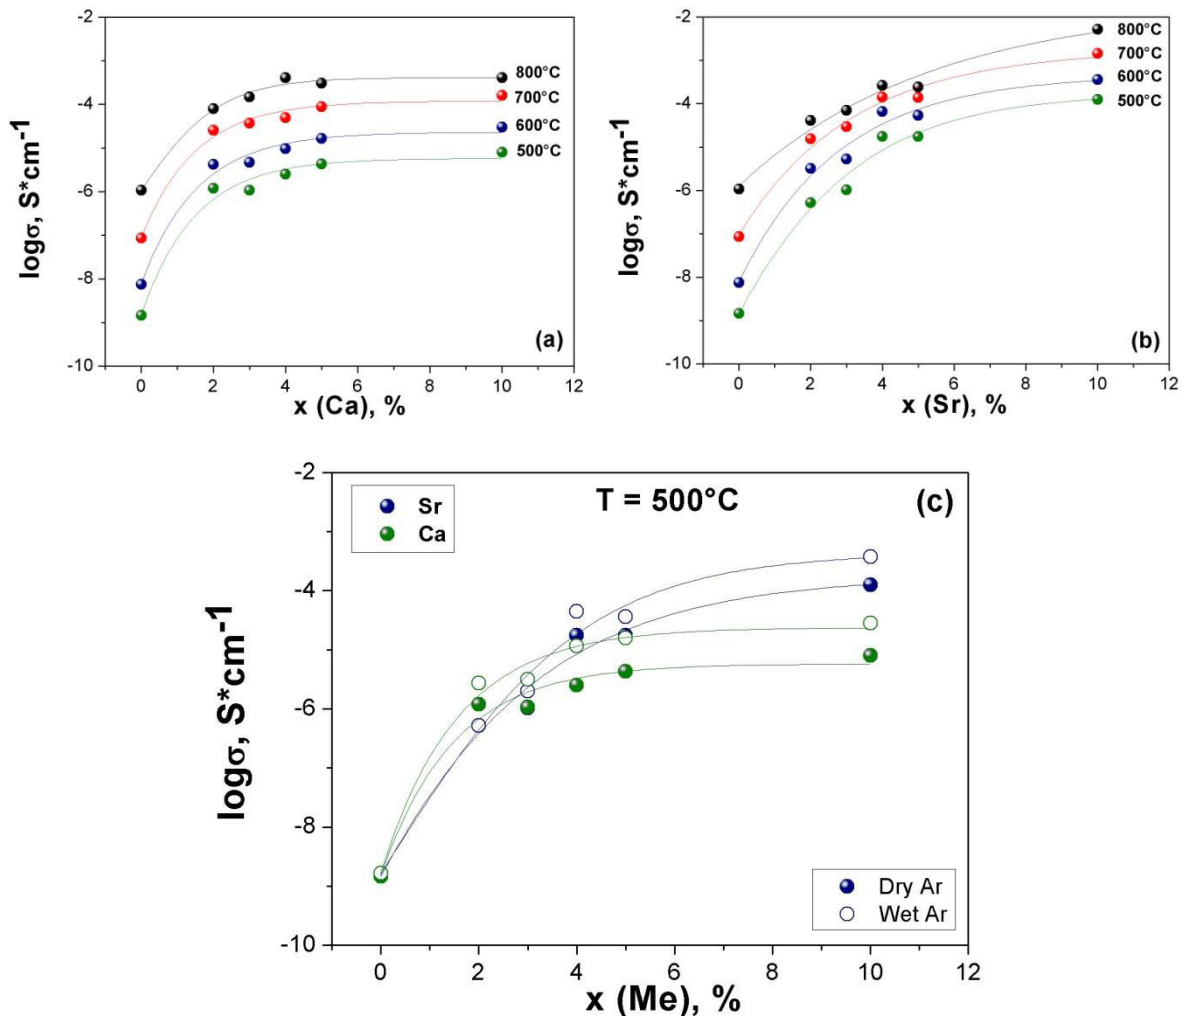 -2
-4
-6
-8
-10
logσ, S*cm-1
800°C
700°C
600°C
500°C
(a)
0 2 4 6 8 10 12
x (Ca), %
-2
-4
-6
-8
-10
logσ, S*cm-1
800°C
700°C
600°C
500°C
(b)
0 2 4 6 8 10 12
x (Sr), %
-2
-4
-6
-8
-10
logσ, S*cm-1
Sr
Ca
T = 500°C
(c)
Dry Ar
Wet Ar
0 2 4 6 8 10 12
x (Me), %